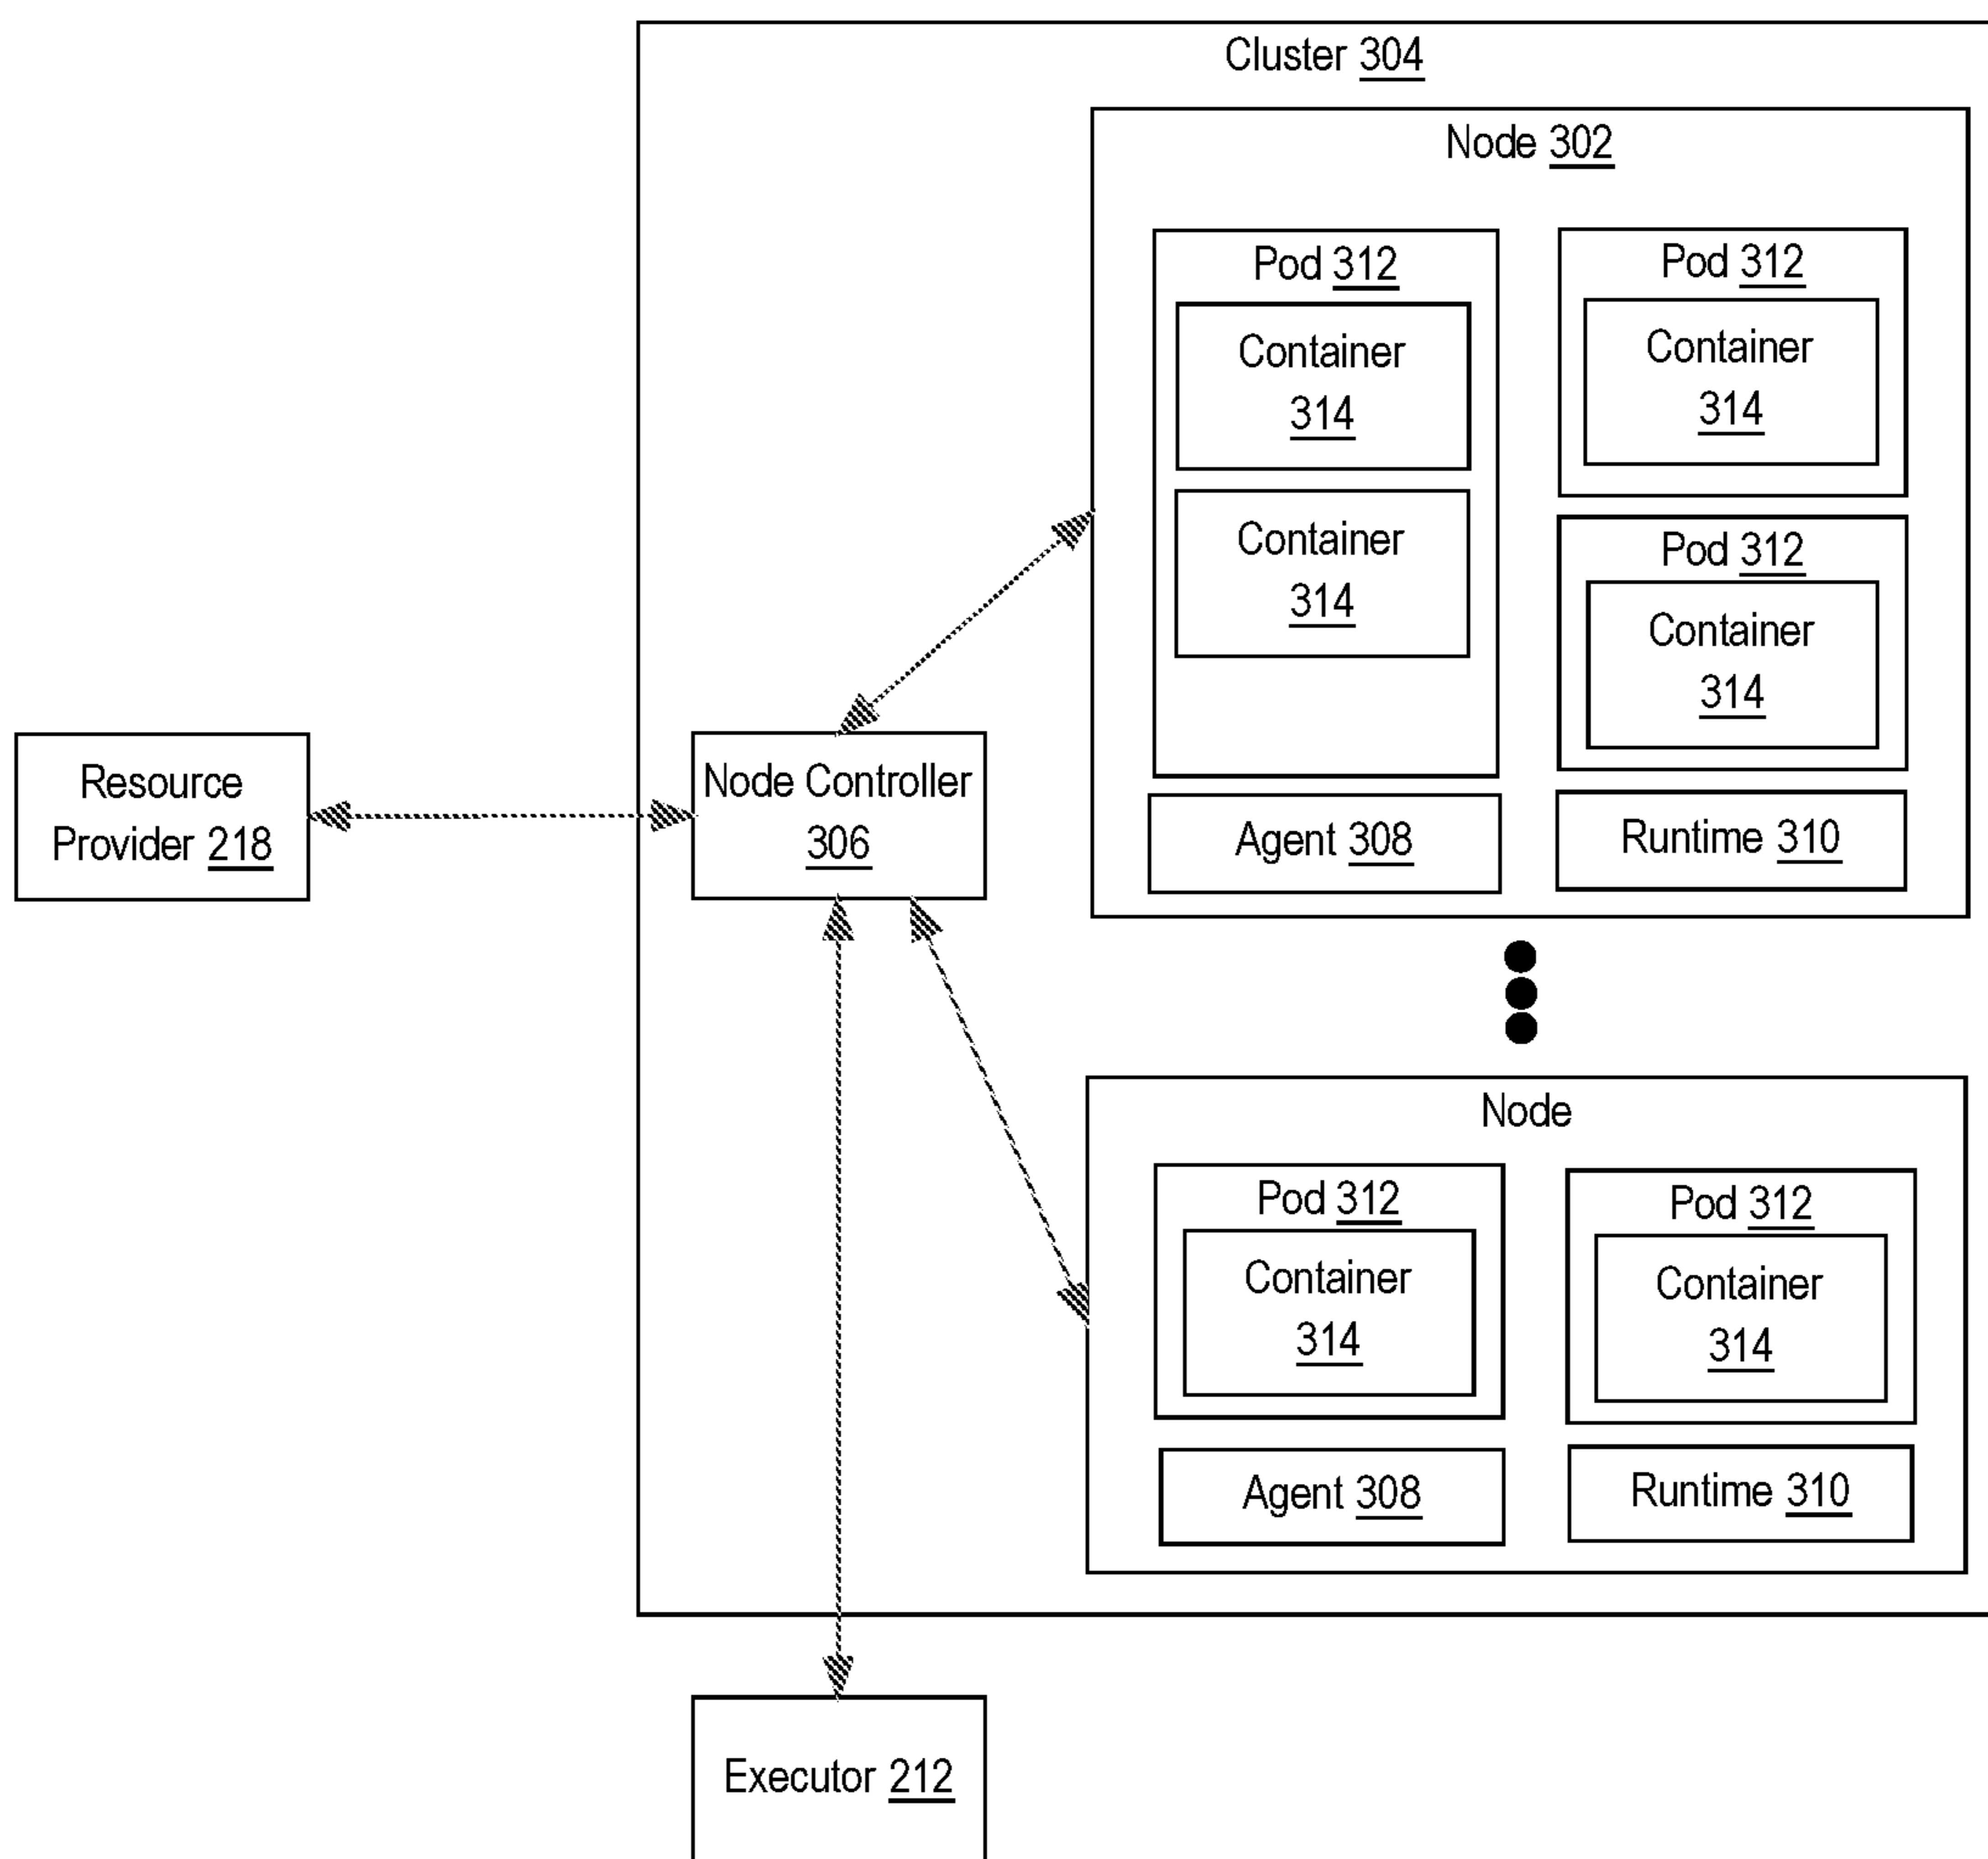 Cluster 304
Node 302
Pod 312
Container
314
Container
314
Pod 312
Container
314
Pod 312
Container
314
Agent 308
Runtime 310
Resource
Provider 218
Node Controller
306
Node
Pod 312
Container
314
Pod 312
Container
314
Agent 308
Runtime 310
Executor 212